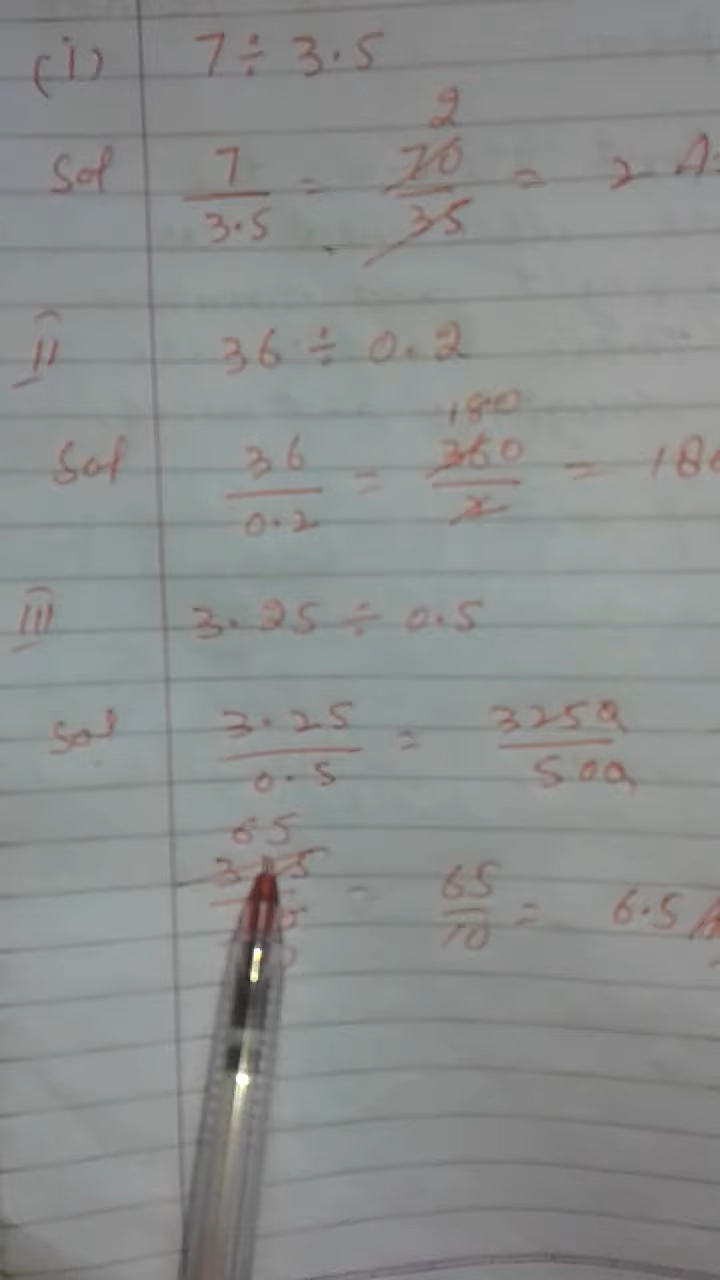 (i) 7 ÷ 3.5
2
Sol 7/3.5 = 70/35 = 2
II 36 ÷ 0.2
180
Sol 36/0.2 = 360/2 = 180
III 3.25 ÷ 0.5
Sol 3.25/0.5 = 3250/500
65
65/10 = 6.5